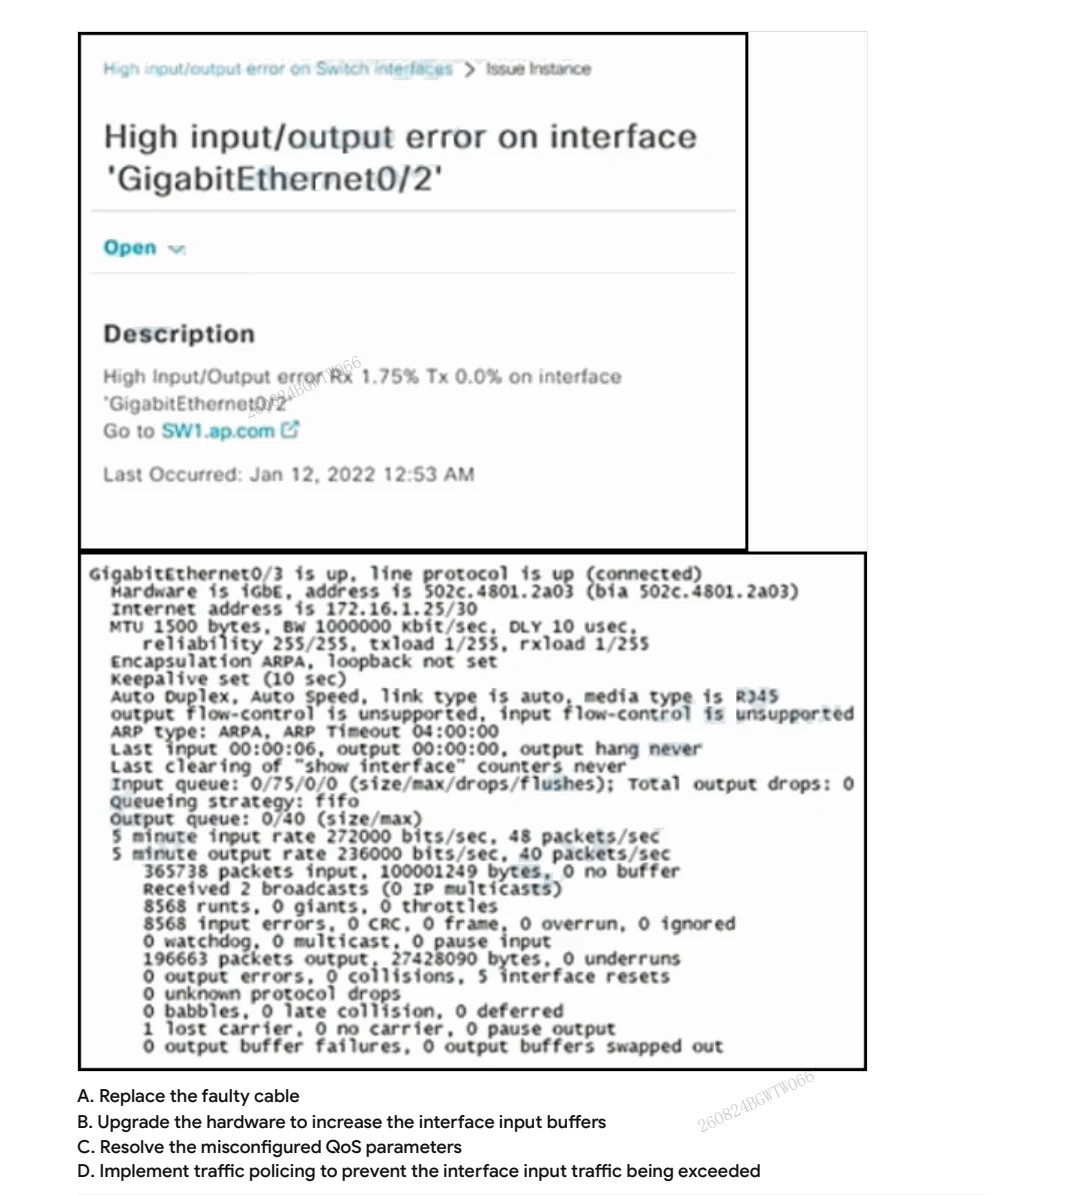 High input/output error on Switch interfaces > Issue Instance
High input/output error on interface
'GigabitEthernet0/2'
Open
Description
High Input/Output error Rx 1.75% Tx 0.0% on interface
'GigabitEthernet0/2'
260824BGWTW066
Go to SW1.ap.com
Last Occurred: Jan 12, 2022 12:53 AM
GigabitEthernet0/3 is up, line protocol is up (connected)
Hardware is iGbE, address is 502c.4801.2a03 (bia 502c.4801.2a03)
Internet address is 172.16.1.25/30
MTU 1500 bytes, BW 1000000 Kbit/sec, DLY 10 usec,
reliability 255/255, txload 1/255, rxload 1/255
Encapsulation ARPA, loopback not set
Keepalive set (10 sec)
Auto Duplex, Auto Speed, link type is auto, media type is RJ45
output flow-control is unsupported, input flow-control is unsupported
ARP type: ARPA, ARP Timeout 04:00:00
Last input 00:00:06, output 00:00:00, output hang never
Last clearing of "show interface" counters never
Input queue: 0/75/0/0 (size/max/drops/flushes); Total output drops: 0
Queueing strategy: fifo
Output queue: 0/40 (size/max)
5 minute input rate 272000 bits/sec, 48 packets/sec
5 minute output rate 236000 bits/sec, 40 packets/sec
365738 packets input, 100001249 bytes, 0 no buffer
Received 2 broadcasts (0 IP multicasts)
8568 runts, 0 giants, 0 throttles
8568 input errors, 0 CRC, 0 frame, 0 overrun, 0 ignored
0 watchdog, 0 multicast, 0 pause input
196663 packets output, 27428090 bytes, 0 underruns
0 output errors, 0 collisions, 5 interface resets
0 unknown protocol drops
0 babbles, 0 late collision, 0 deferred
1 lost carrier, 0 no carrier, 0 pause output
0 output buffer failures, 0 output buffers swapped out
A. Replace the faulty cable
260824BGWTW066
B. Upgrade the hardware to increase the interface input buffers
C. Resolve the misconfigured QoS parameters
D. Implement traffic policing to prevent the interface input traffic being exceeded